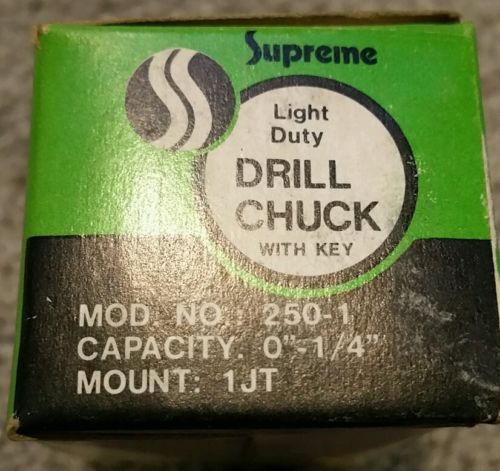 Supreme
Light
Duty
DRILL
CHUCK
WITH KEY
MOD. NO.: 250-1
CAPACITY: 0"-1/4"
MOUNT: 1JT